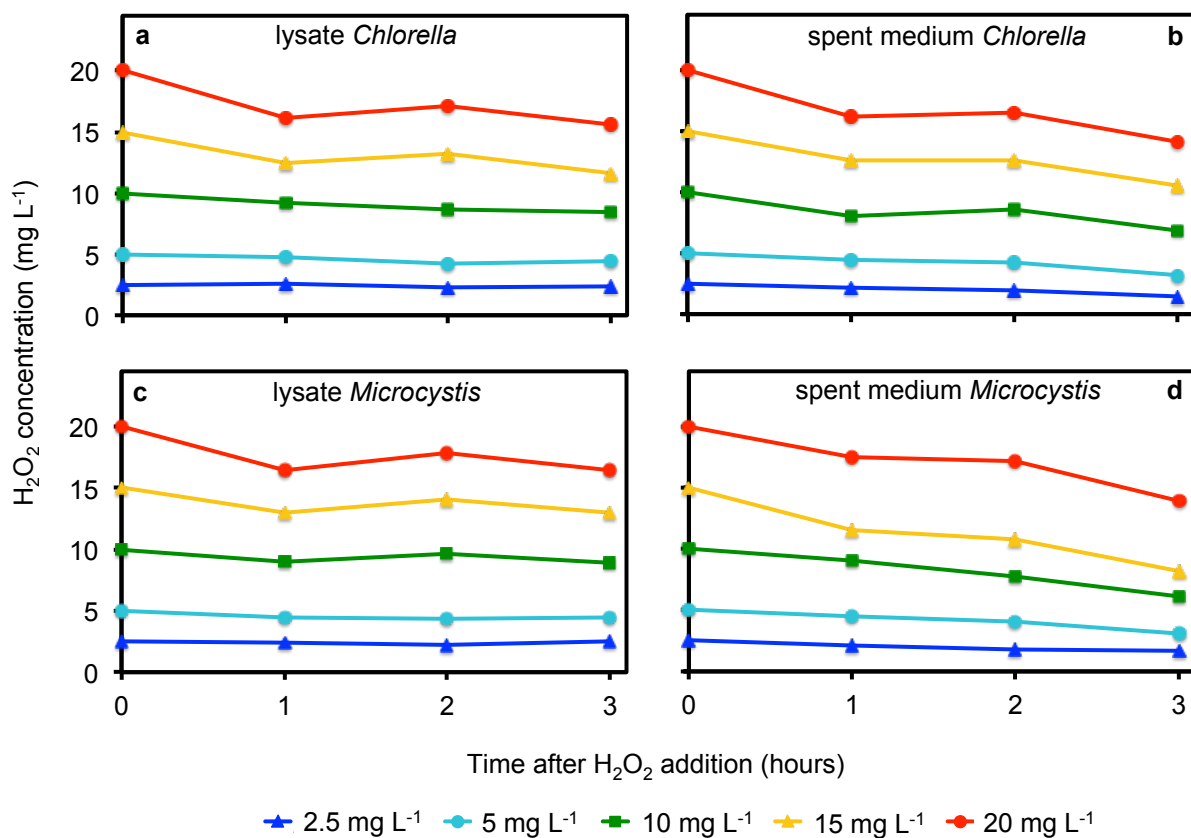 a lysate Chlorella
spent medium Chlorella b
20
15
10
5
0
c lysate Microcystis
spent medium Microcystis d
20
15
10
5
0
0 1 2 3
0 1 2 3
H₂O₂ concentration (mg L⁻¹)
Time after H₂O₂ addition (hours)
2.5 mg L⁻¹ 5 mg L⁻¹ 10 mg L⁻¹ 15 mg L⁻¹ 20 mg L⁻¹